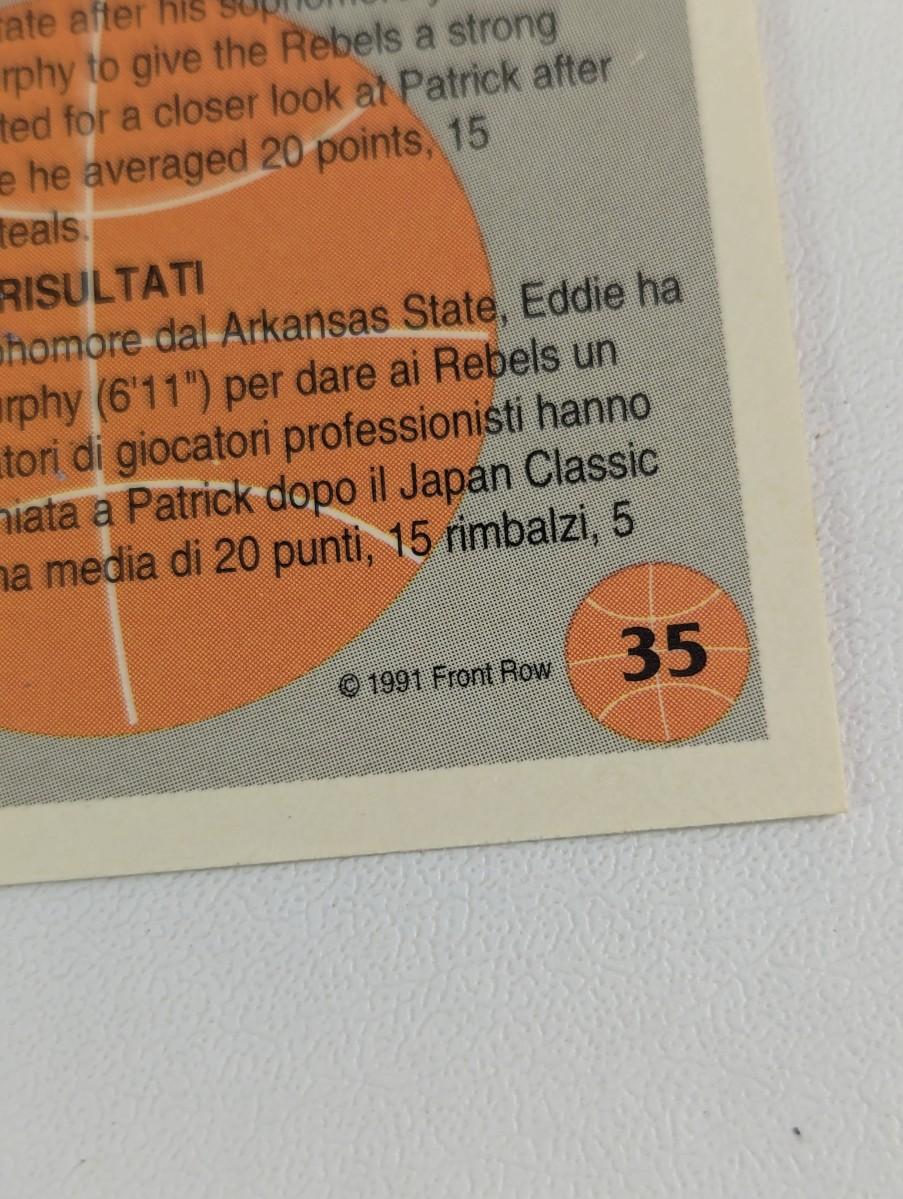 ate after his
rphy to give the Rebels a strong
ted for a closer look at Patrick after
e he averaged 20 points, 15
teals.
RISULTATI
homore dal Arkansas State, Eddie ha
rphy (6'11") per dare ai Rebels un
tori di giocatori professionisti hanno
iata a Patrick dopo il Japan Classic
na media di 20 punti, 15 rimbalzi, 5
© 1991 Front Row
35